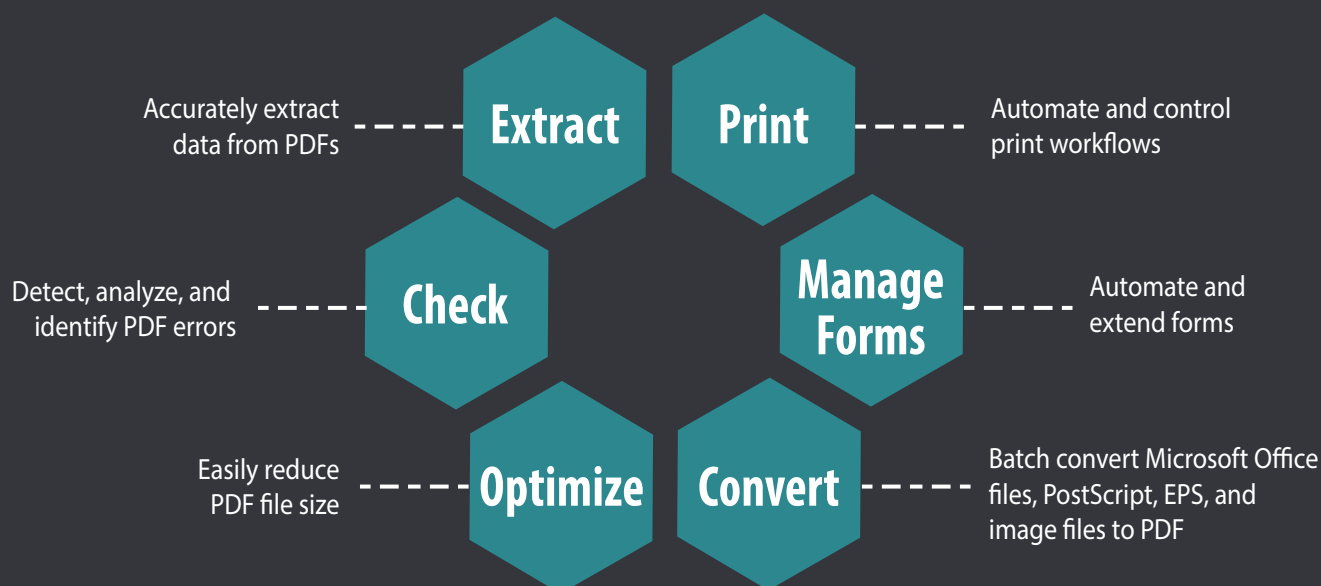 Extract
Accurately extract
data from PDFs
Print
Automate and control
print workflows
Check
Detect, analyze, and
identify PDF errors
Manage
Forms
Automate and
extend forms
Optimize
Easily reduce
PDF file size
Convert
Batch convert Microsoft Office
files, PostScript, EPS, and
image files to PDF